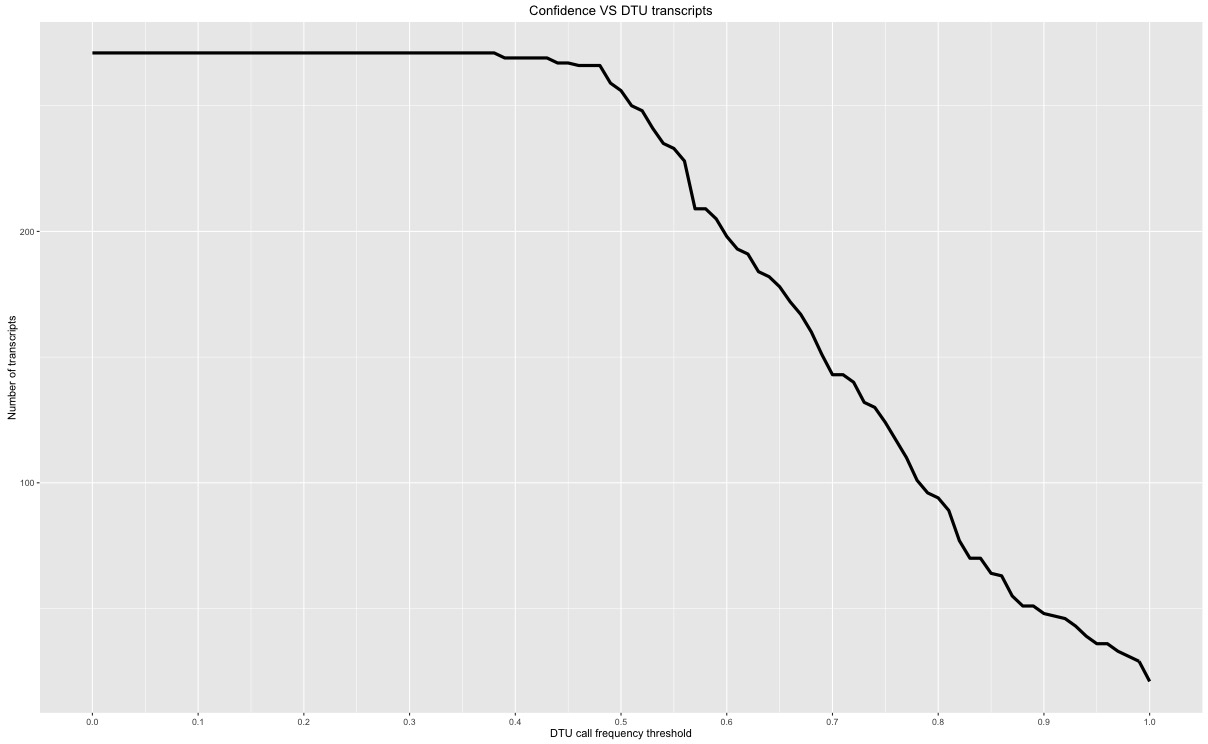 Confidence VS DTU transcripts
Number of transcripts
200
100
0.0 0.1 0.2 0.3 0.4 0.5 0.6 0.7 0.8 0.9 1.0
DTU call frequency threshold